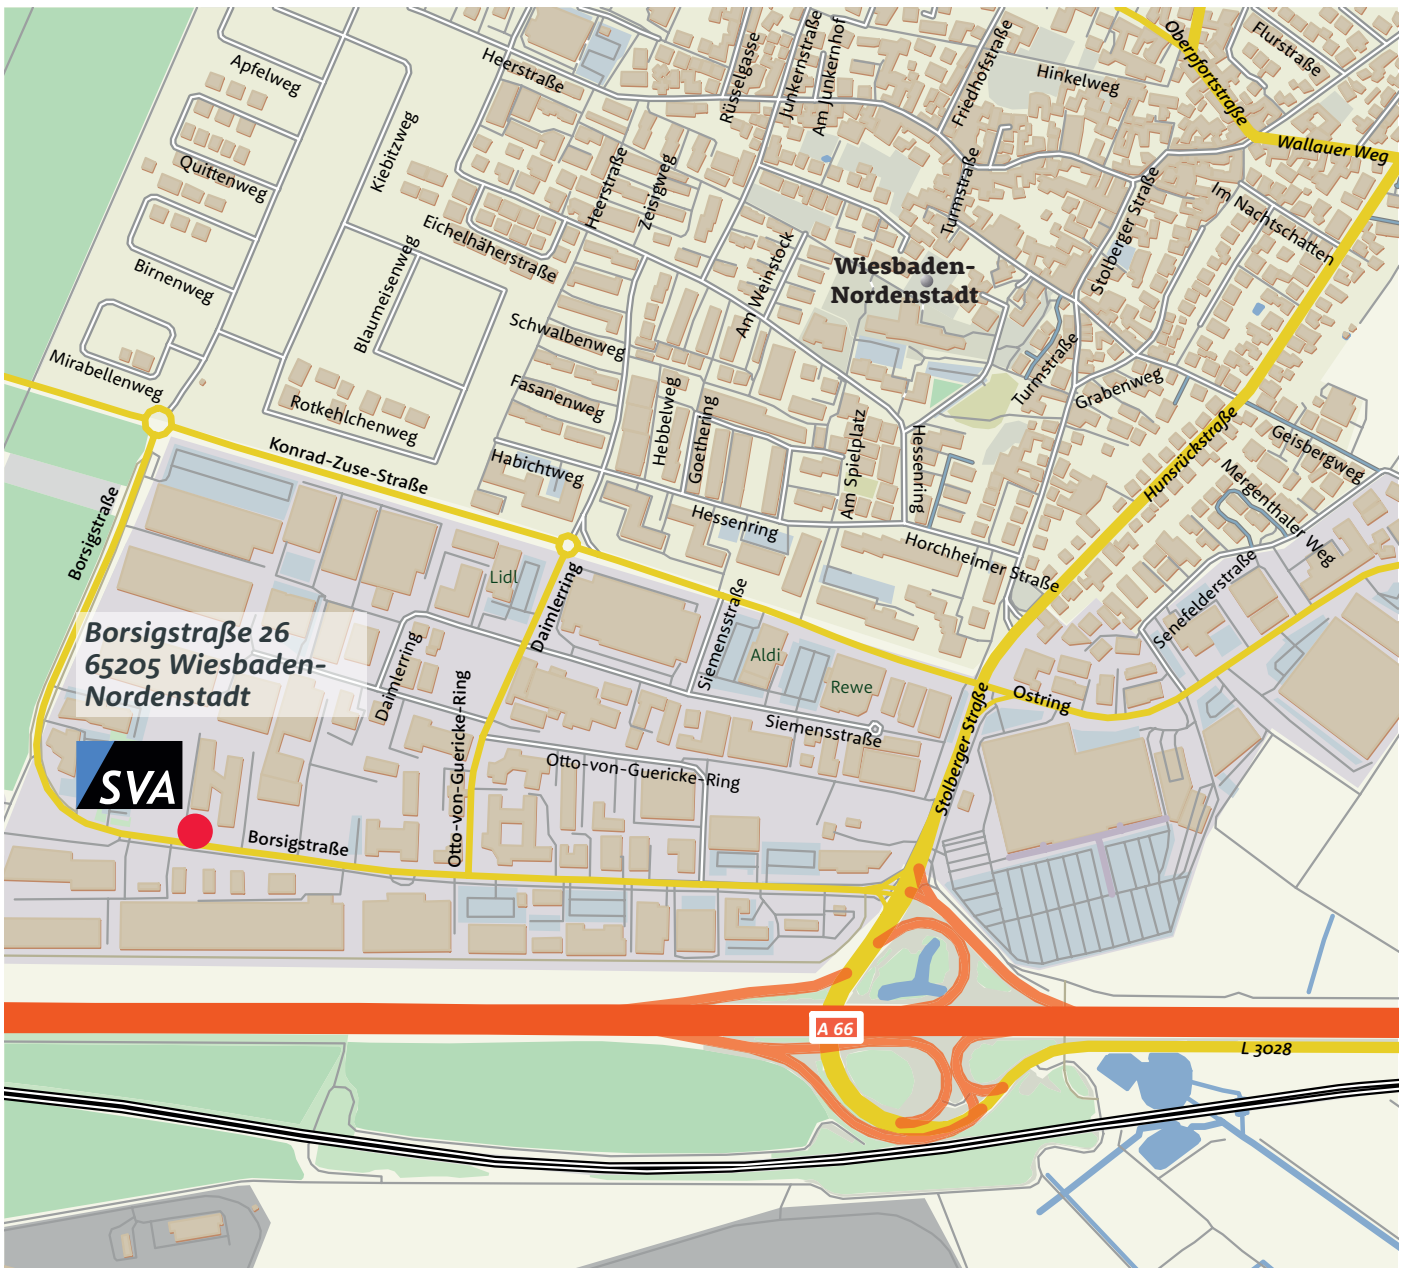 Apfelweg
Heerstraße
Rüsselgasse
Junkernstraße
Am Junkernhof
Friedhofstraße
Hinkelweg
Oberpfortstraße
Flurstraße
Wallauer Weg
Quittenweg
Kiebitzweg
Heerstraße
Zeisigweg
Turmstraße
Stolberger Straße
Im Nachtschatten
Eichelhäherstraße
Birnenweg
Blaumeisenweg
Am Weinstock
Wiesbaden-
Nordenstadt
Schwalbenweg
Turmstraße
Mirabellenweg
Rotkehlchenweg
Fasanenweg
Hebbelweg
Goethering
Grabenweg
Am Spielplatz
Hessenring
Hunsrückstraße
Geisbergweg
Konrad-Zuse-Straße
Habichtweg
Hessenring
Mergenthaler Weg
Borsigstraße
Horchheimer Straße
Senefelderstraße
Lidl
Daimlerring
Siemensstraße
Aldi
Rewe
Borsigstraße 26
65205 Wiesbaden-
Nordenstadt
Daimlerring
Otto-von-Guericke-Ring
Siemensstraße
Ostring
Stolberger Straße
Otto-von-Guericke-Ring
SVA
Borsigstraße
A 66
L 3028